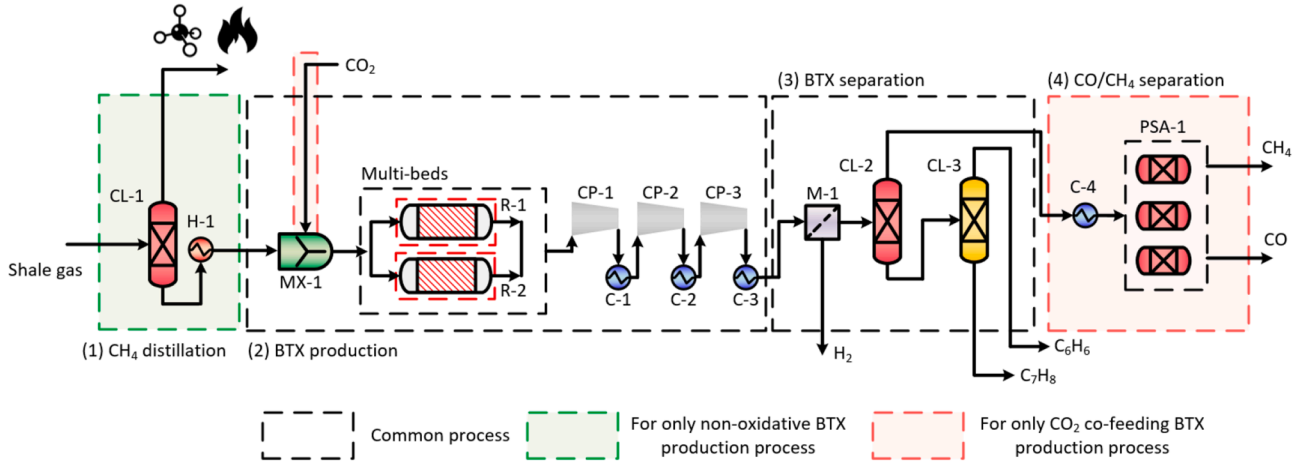 (3) BTX separation
(4) CO/CH₄ separation
CO₂
PSA-1
CH₄
Multi-beds
CL-1
H-1
R-1
CP-1
CP-2
CP-3
M-1
CL-2
CL-3
C-4
Shale gas
MX-1
R-2
C-1
C-2
C-3
CO
(1) CH₄ distillation
(2) BTX production
H₂
C₆H₆
C₇H₈
Common process
For only non-oxidative BTX
production process
For only CO₂ co-feeding BTX
production process